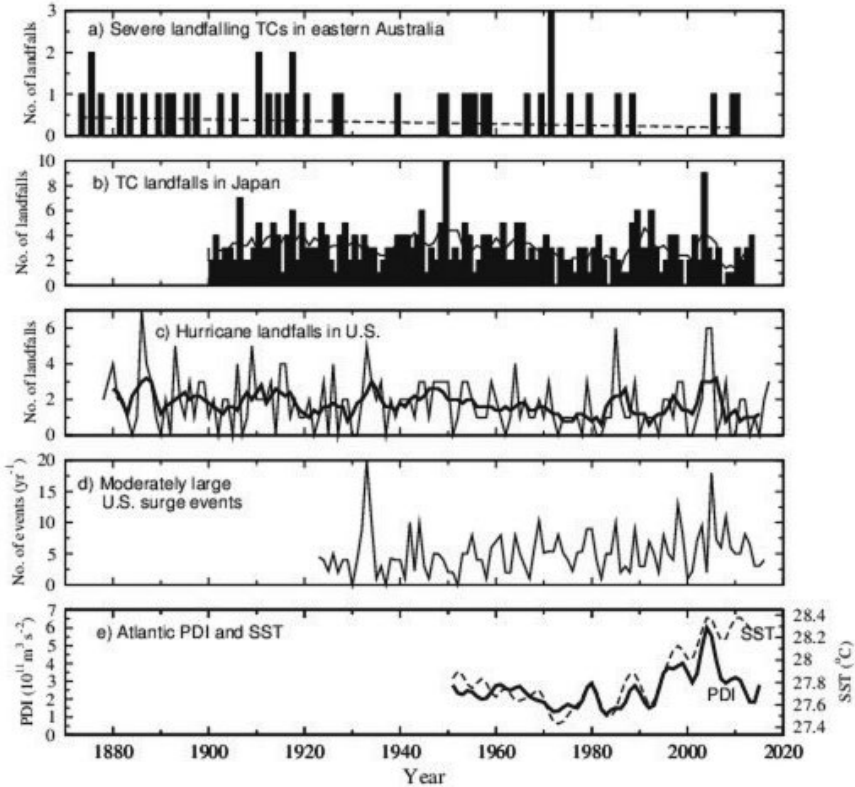 3
a) Severe landfalling TCs in eastern Australia
2
1
0
No. of landfalls
10
b) TC landfalls in Japan
8
6
4
2
0
No. of landfalls
c) Hurricane landfalls in U.S.
6
4
2
0
No. of landfalls
20
d) Moderately large
U.S. surge events
15
10
5
0
No. of events (yr⁻¹)
7
e) Atlantic PDI and SST
6
5
4
3
2
1
0
PDI (10¹¹ m³ s⁻²)
SST
PDI
28.4
28.2
28
27.8
27.6
27.4
SST (°C)
1880 1900 1920 1940 1960 1980 2000 2020
Year